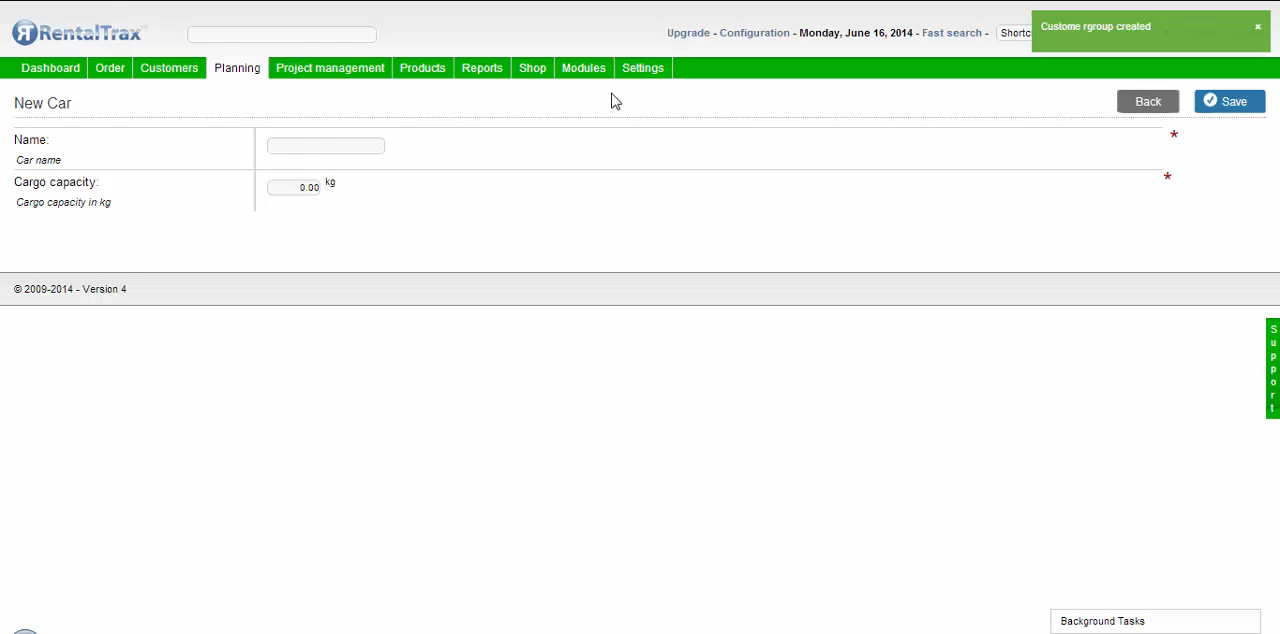 RentalTrax
Upgrade - Configuration - Monday, June 16, 2014 - Fast search - Shortc
Custome rgroup created ×
Dashboard Order Customers Planning Project management Products Reports Shop Modules Settings
New Car
Back
Save
Name: *
Car name
Cargo capacity: 0.00 kg *
Cargo capacity in kg
© 2009-2014 - Version 4
Support
Background Tasks